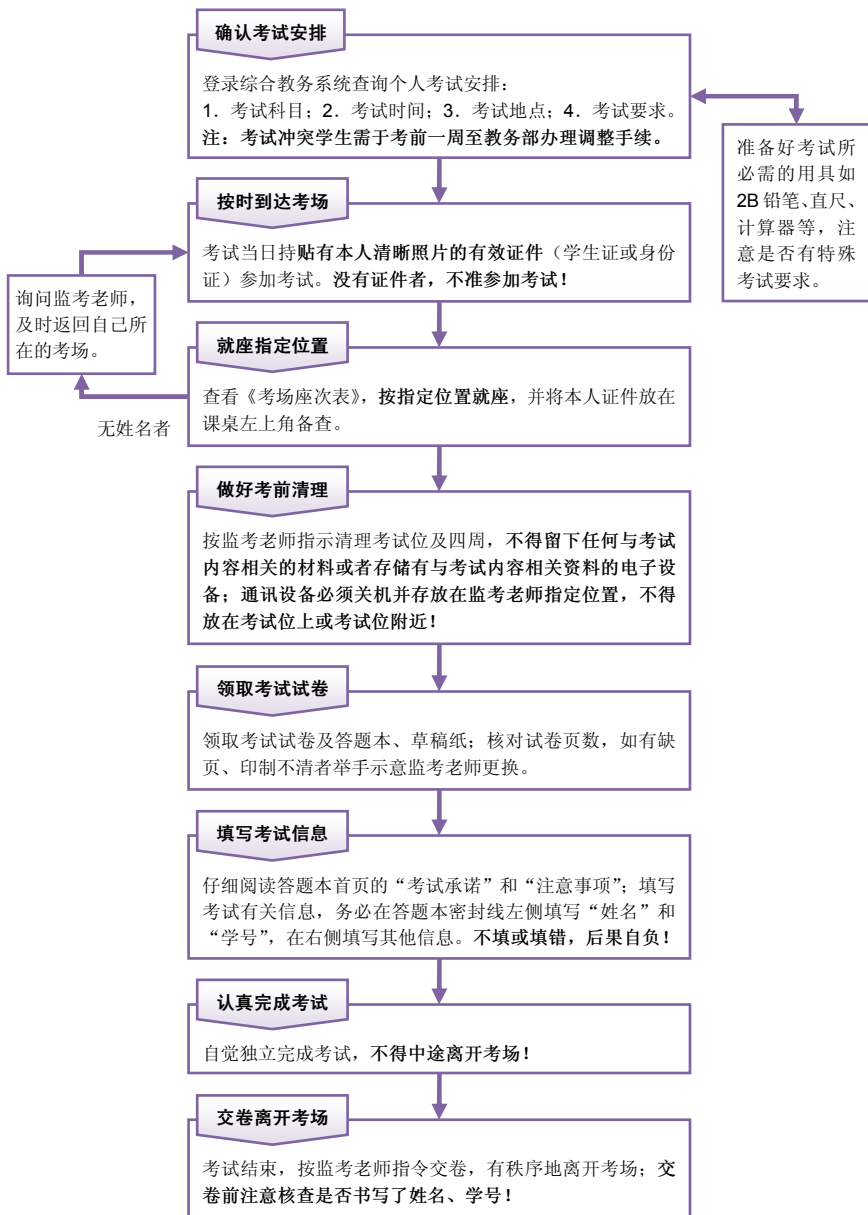 确认考试安排
登录综合教务系统查询个人考试安排：
1．考试科目；2．考试时间；3．考试地点；4．考试要求。
注：考试冲突学生需于考前一周至教务部办理调整手续。
准备好考试所
必需的用具如
2B 铅笔、直尺、
计算器等，注
意是否有特殊
考试要求。
按时到达考场
考试当日持贴有本人清晰照片的有效证件（学生证或身份
证）参加考试。没有证件者，不准参加考试！
询问监考老师，
及时返回自己所
在的考场。
无姓名者
就座指定位置
查看《考场座次表》，按指定位置就座，并将本人证件放在
课桌左上角备查。
做好考前清理
按监考老师指示清理考试位及四周，不得留下任何与考试
内容相关的材料或者存储有与考试内容相关资料的电子设
备；通讯设备必须关机并存放在监考老师指定位置，不得
放在考试位上或考试位附近！
领取考试试卷
领取考试试卷及答题本、草稿纸；核对试卷页数，如有缺
页、印制不清者举手示意监考老师更换。
填写考试信息
仔细阅读答题本首页的“考试承诺”和“注意事项”；填写
考试有关信息，务必在答题本密封线左侧填写“姓名”和
“学号”，在右侧填写其他信息。不填或填错，后果自负！
认真完成考试
自觉独立完成考试，不得中途离开考场！
交卷离开考场
考试结束，按监考老师指令交卷，有秩序地离开考场；交
卷前注意核查是否书写了姓名、学号！